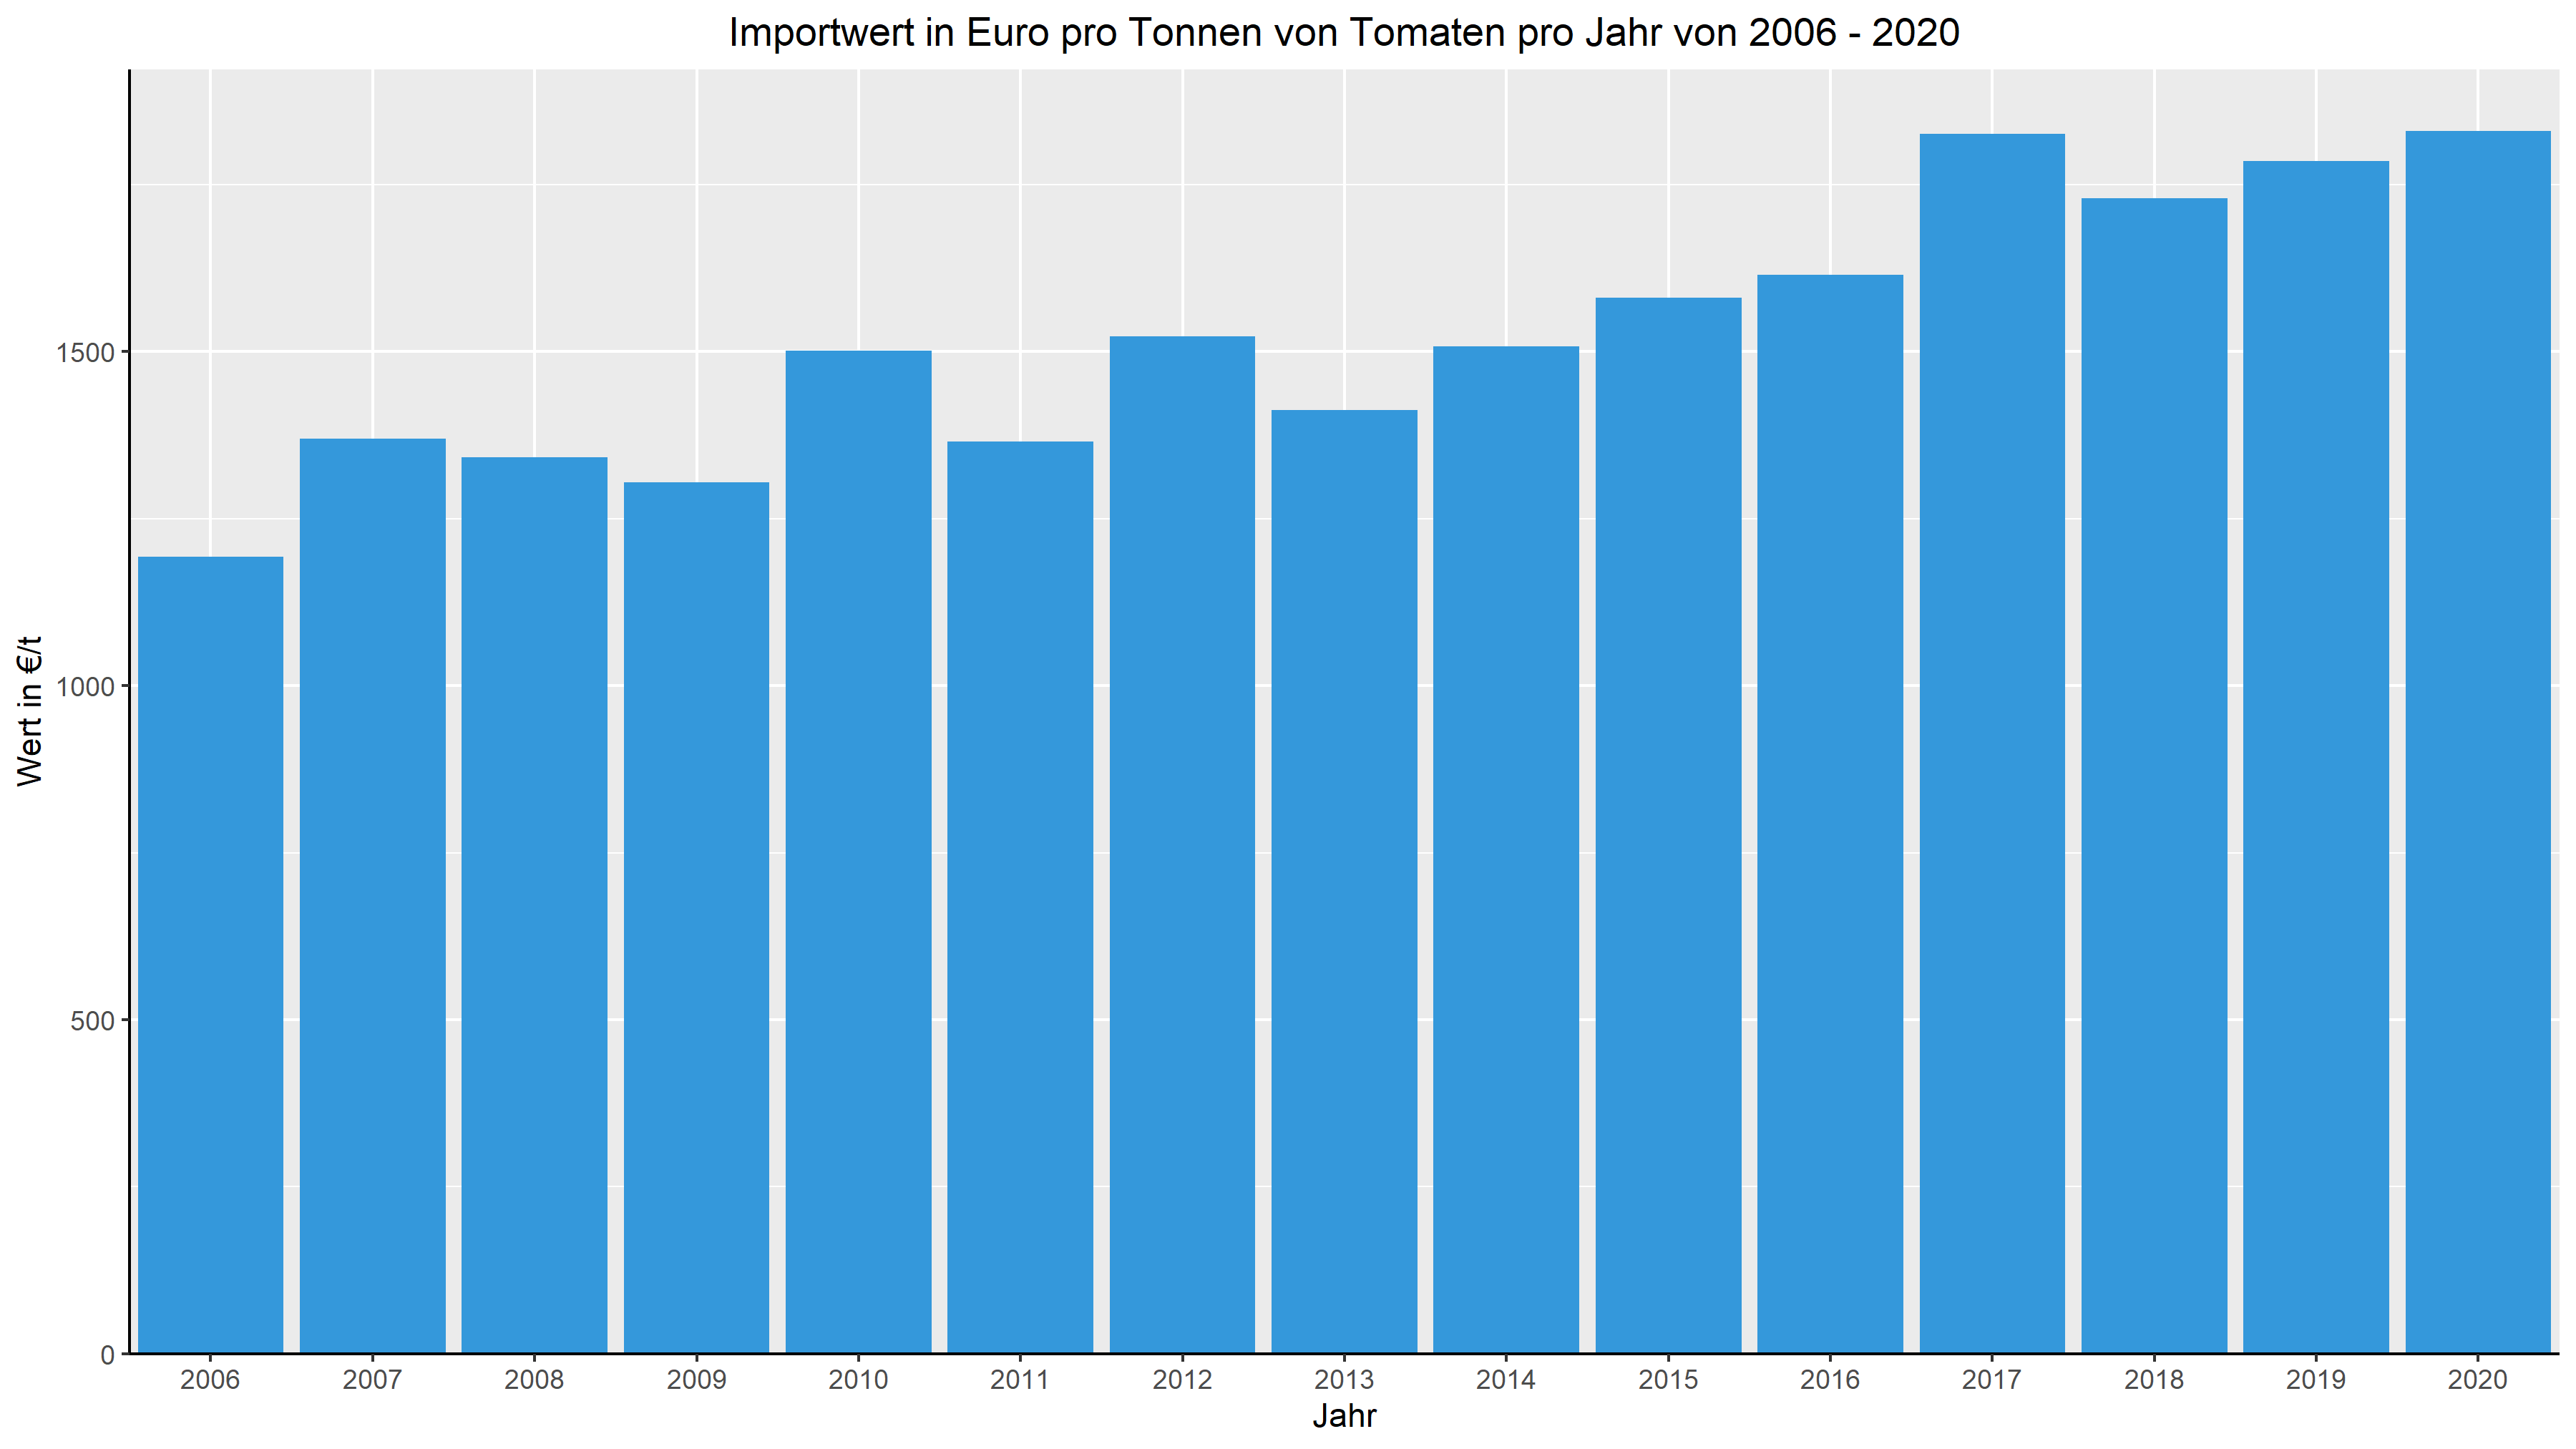 Importwert in Euro pro Tonnen von Tomaten pro Jahr von 2006 - 2020
Wert in €/t
1500
1000
500
0
2006 2007 2008 2009 2010 2011 2012 2013 2014 2015 2016 2017 2018 2019 2020
Jahr